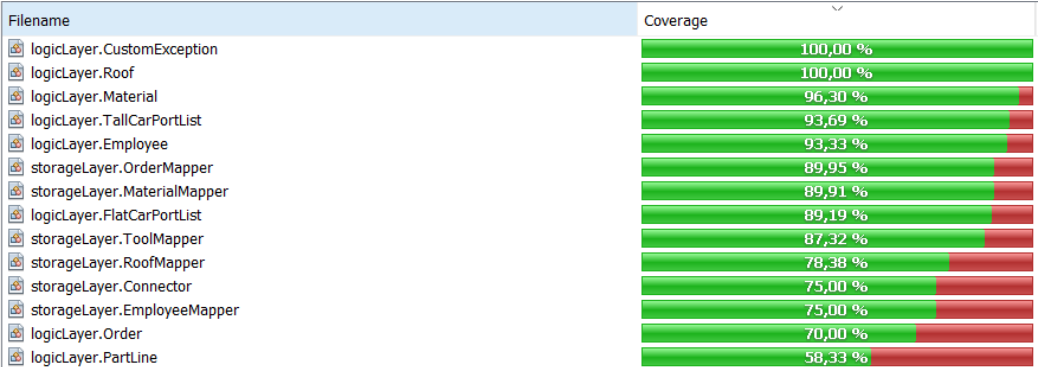 Filename Coverage
logicLayer.CustomException 100,00 %
logicLayer.Roof 100,00 %
logicLayer.Material 96,30 %
logicLayer.TallCarPortList 93,69 %
logicLayer.Employee 93,33 %
storageLayer.OrderMapper 89,95 %
storageLayer.MaterialMapper 89,91 %
logicLayer.FlatCarPortList 89,19 %
storageLayer.ToolMapper 87,32 %
storageLayer.RoofMapper 78,38 %
storageLayer.Connector 75,00 %
storageLayer.EmployeeMapper 75,00 %
logicLayer.Order 70,00 %
logicLayer.PartLine 58,33 %